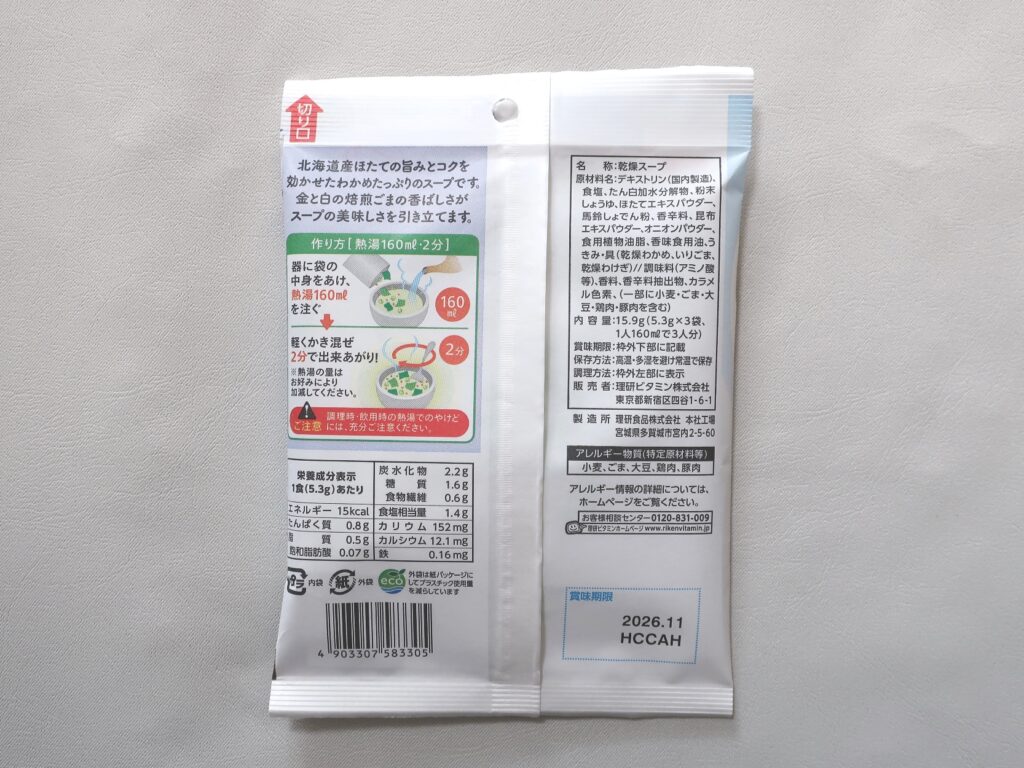 切り口
北海道産ほたての旨みとコクを
効かせたわかめたっぷりのスープです。
金と白の焙煎ごまの香ばしさが
スープの美味しさを引き立てます。
作り方[熱湯160㎖・2分]
器に袋の
中身をあけ、
熱湯160㎖
を注ぐ
160
㎖
軽くかき混ぜ
2分で出来あがり!
※熱湯の量は
お好みにより
加減してください。
2分
ご注意
調理時・飲用時の熱湯でのやけど
には、充分ご注意ください。
栄養成分表示
1食(5.3g)あたり
エネルギー 15kcal
たんぱく質 0.8g
脂質 0.5g
飽和脂肪酸 0.07g
炭水化物 2.2g
糖質 1.6g
食物繊維 0.6g
食塩相当量 1.4g
カリウム 152mg
カルシウム 12.1mg
鉄 0.16mg
プラ 内袋
紙 外袋
eco
外袋は紙パッケージに
してプラスチック使用量
を減らしています
4 903307 583305
名 称:乾燥スープ
原材料名:デキストリン(国内製造)、
食塩、たん白加水分解物、粉末
しょうゆ、ほたてエキスパウダー、
馬鈴しょでん粉、香辛料、昆布
エキスパウダー、オニオンパウダー、
食用植物油脂、香味食用油、う
きみ・具(乾燥わかめ、いりごま、
乾燥わけぎ)//調味料(アミノ酸
等)、香料、香辛料抽出物、カラメ
ル色素、(一部に小麦・ごま・大
豆・鶏肉・豚肉を含む)
内容量:15.9g(5.3g×3袋、
1人160㎖で3人分)
賞味期限:枠外下部に記載
保存方法:高温・多湿を避け常温で保存
調理方法:枠外左部に表示
販売者:理研ビタミン株式会社
東京都新宿区四谷1-6-1
製造所 理研食品株式会社 本社工場
宮城県多賀城市宮内2-5-60
アレルギー物質(特定原材料等)
小麦、ごま、大豆、鶏肉、豚肉
アレルギー情報の詳細については、
ホームページをご覧ください。
お客様相談センター0120-831-009
理研ビタミンホームページ www.rikenvitamin.jp
賞味期限
2026.11
HCCAH